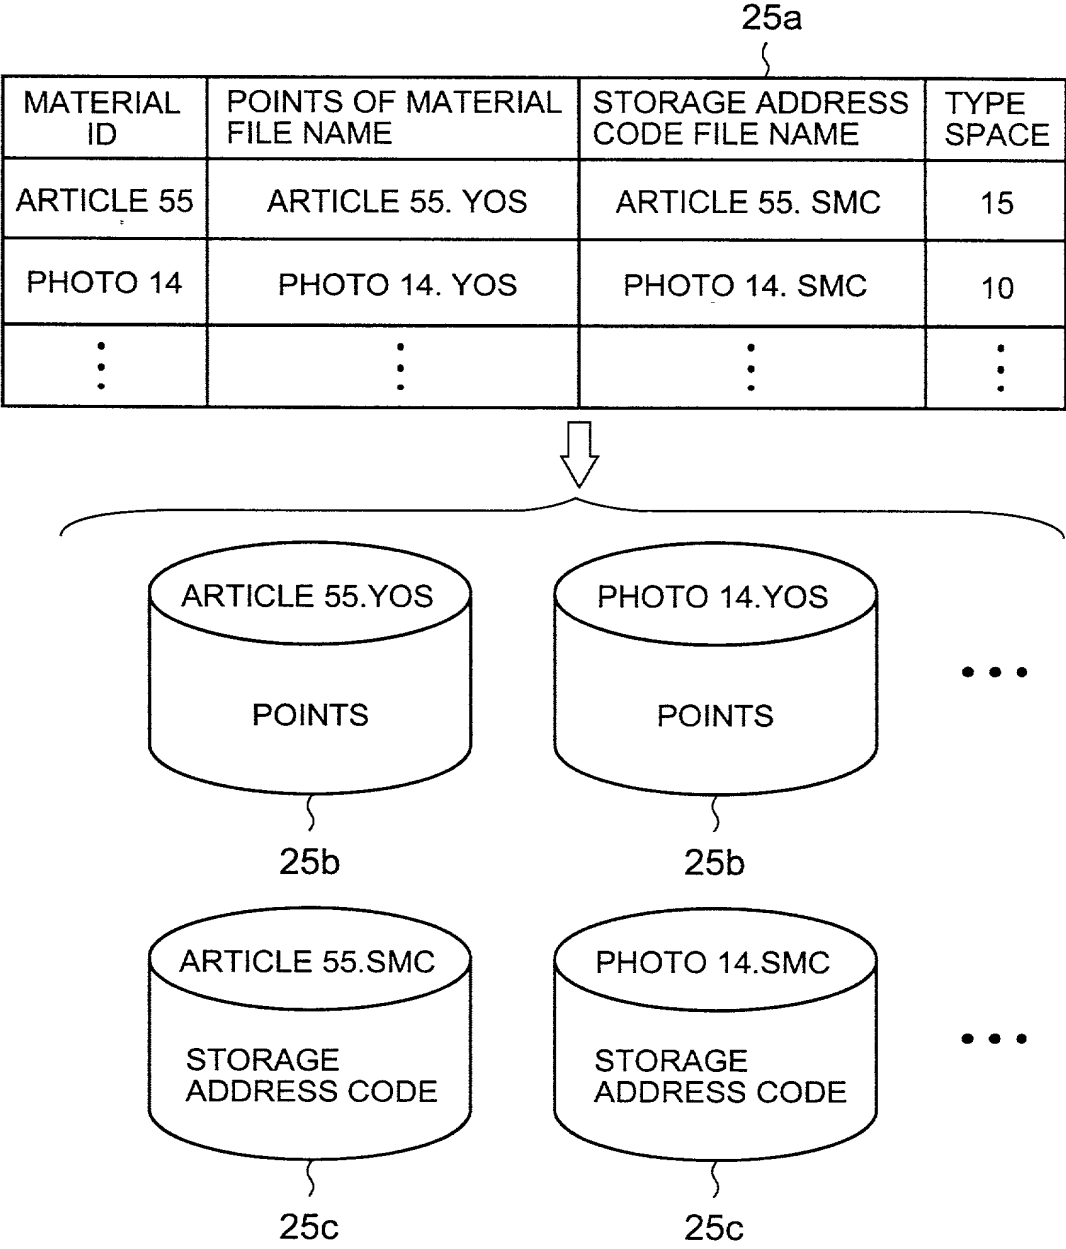 25a
MATERIAL ID
POINTS OF MATERIAL FILE NAME
STORAGE ADDRESS CODE FILE NAME
TYPE SPACE
ARTICLE 55
ARTICLE 55. YOS
ARTICLE 55. SMC
15
PHOTO 14
PHOTO 14. YOS
PHOTO 14. SMC
10
ARTICLE 55.YOS
PHOTO 14.YOS
POINTS
POINTS
25b
25b
ARTICLE 55.SMC
PHOTO 14.SMC
STORAGE
ADDRESS CODE
STORAGE
ADDRESS CODE
25c
25c